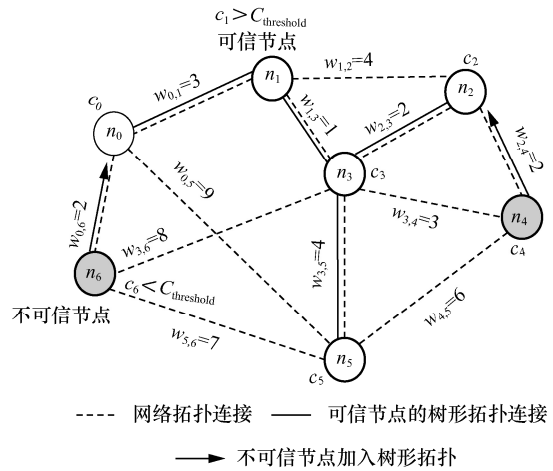 c₁>C_threshold
可信节点
n₁
w₁,₂=4
c₂
n₂
w₀,₁=3
c₀
n₀
w₁,₃=1
w₂,₃=2
w₂,₄=2
n₃
c₃
w₀,₅=9
w₃,₄=3
n₄
c₄
w₀,₆=2
w₃,₆=8
n₆
c₆<C_threshold
不可信节点
w₃,₅=4
w₄,₅=6
w₅,₆=7
n₅
c₅
网络拓扑连接
可信节点的树形拓扑连接
不可信节点加入树形拓扑